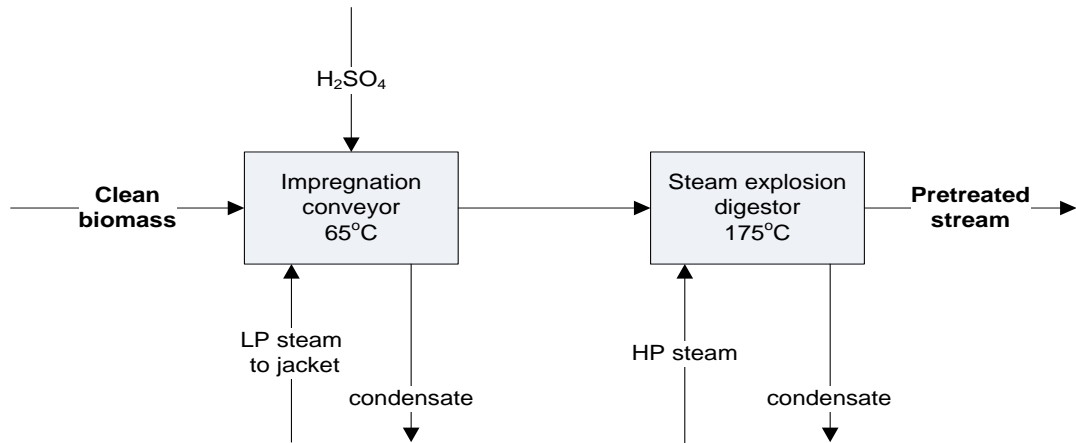 H₂SO₄
Clean
biomass
Impregnation
conveyor
65°C
Steam explosion
digestor
175°C
Pretreated
stream
LP steam
to jacket
condensate
HP steam
condensate